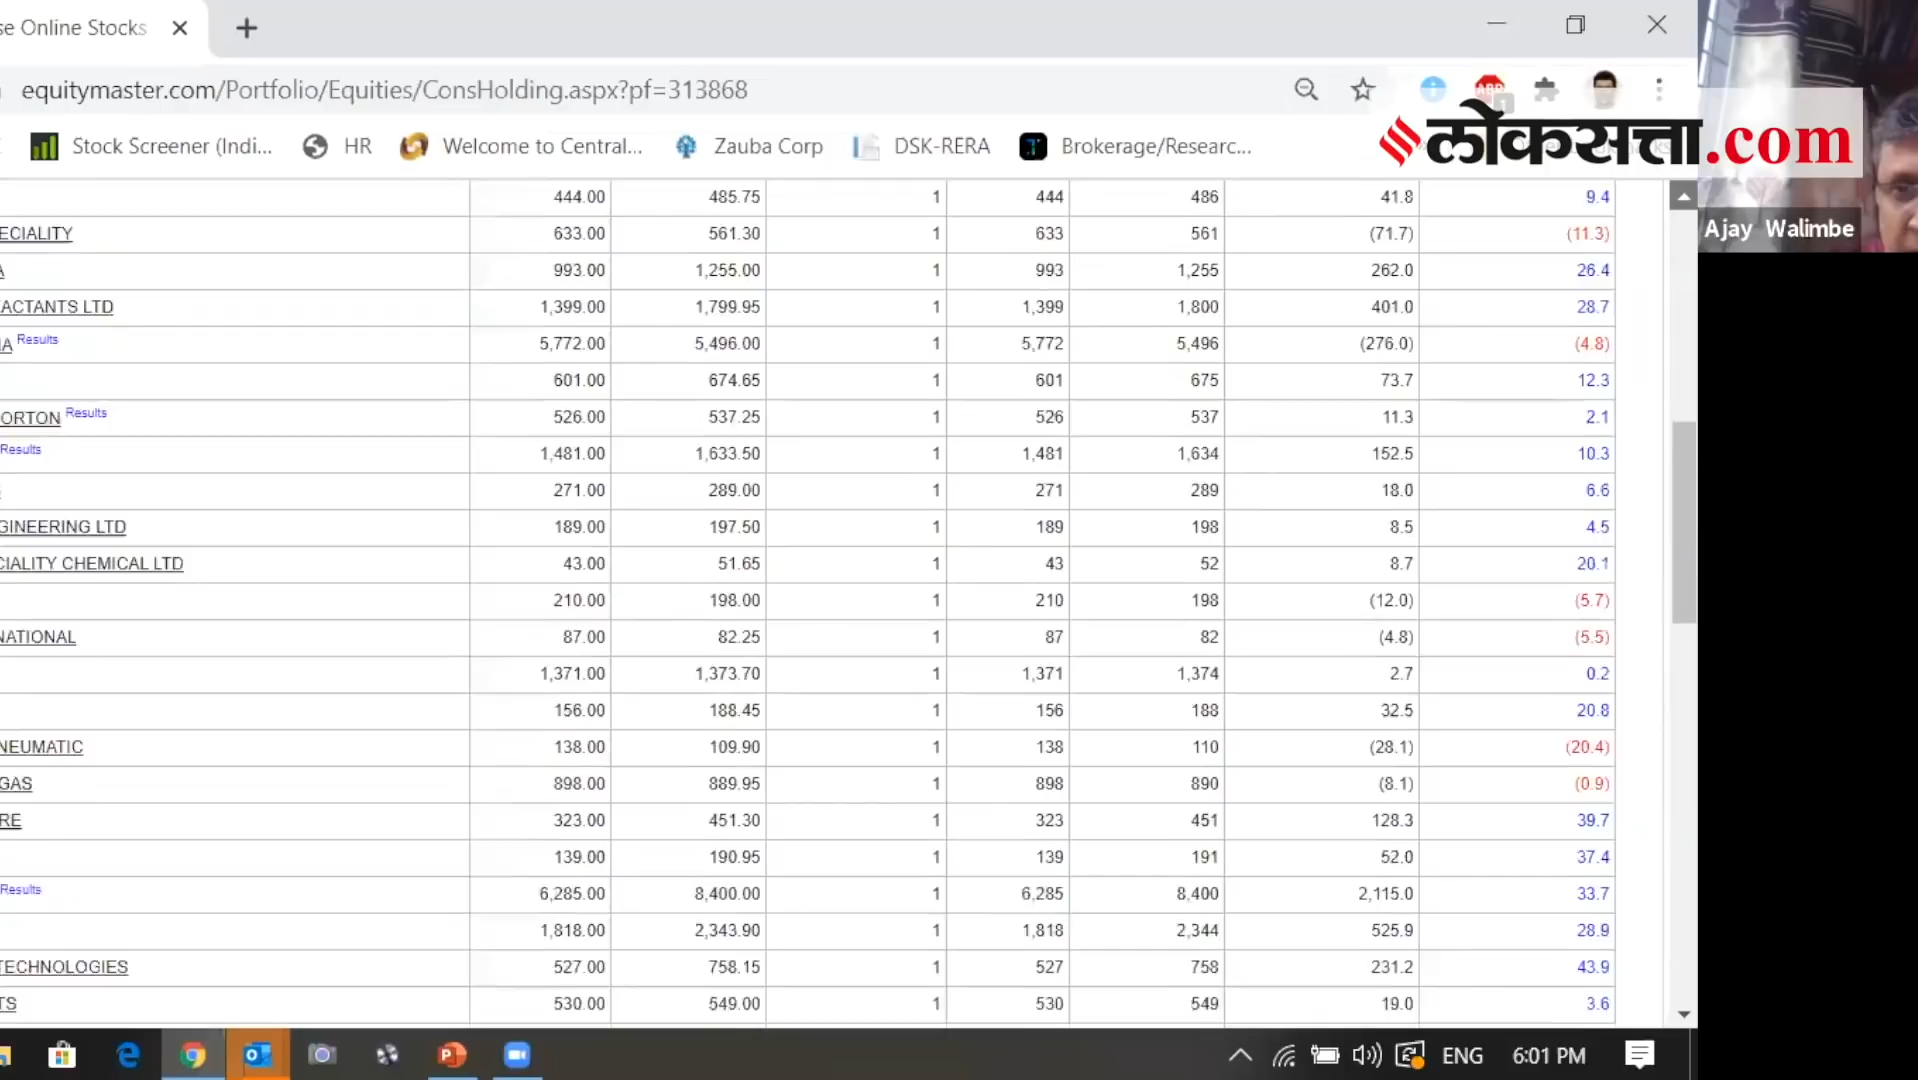 se Online Stocks
equitymaster.com/Portfolio/Equities/ConsHolding.aspx?pf=313868
Stock Screener (Indi... HR Welcome to Central... Zauba Corp DSK-RERA Brokerage/Researc...
लोकसत्ता.com
Ajay Walimbe
444.00 485.75 1 444 486 41.8 9.4
ECIALITY 633.00 561.30 1 633 561 (71.7) (11.3)
A 993.00 1,255.00 1 993 1,255 262.0 26.4
ACTANTS LTD 1,399.00 1,799.95 1 1,399 1,800 401.0 28.7
IA Results 5,772.00 5,496.00 1 5,772 5,496 (276.0) (4.8)
601.00 674.65 1 601 675 73.7 12.3
ORTON Results 526.00 537.25 1 526 537 11.3 2.1
Results 1,481.00 1,633.50 1 1,481 1,634 152.5 10.3
271.00 289.00 1 271 289 18.0 6.6
GINEERING LTD 189.00 197.50 1 189 198 8.5 4.5
CIALITY CHEMICAL LTD 43.00 51.65 1 43 52 8.7 20.1
210.00 198.00 1 210 198 (12.0) (5.7)
NATIONAL 87.00 82.25 1 87 82 (4.8) (5.5)
1,371.00 1,373.70 1 1,371 1,374 2.7 0.2
156.00 188.45 1 156 188 32.5 20.8
NEUMATIC 138.00 109.90 1 138 110 (28.1) (20.4)
GAS 898.00 889.95 1 898 890 (8.1) (0.9)
RE 323.00 451.30 1 323 451 128.3 39.7
139.00 190.95 1 139 191 52.0 37.4
Results 6,285.00 8,400.00 1 6,285 8,400 2,115.0 33.7
1,818.00 2,343.90 1 1,818 2,344 525.9 28.9
TECHNOLOGIES 527.00 758.15 1 527 758 231.2 43.9
TS 530.00 549.00 1 530 549 19.0 3.6
ENG 6:01 PM